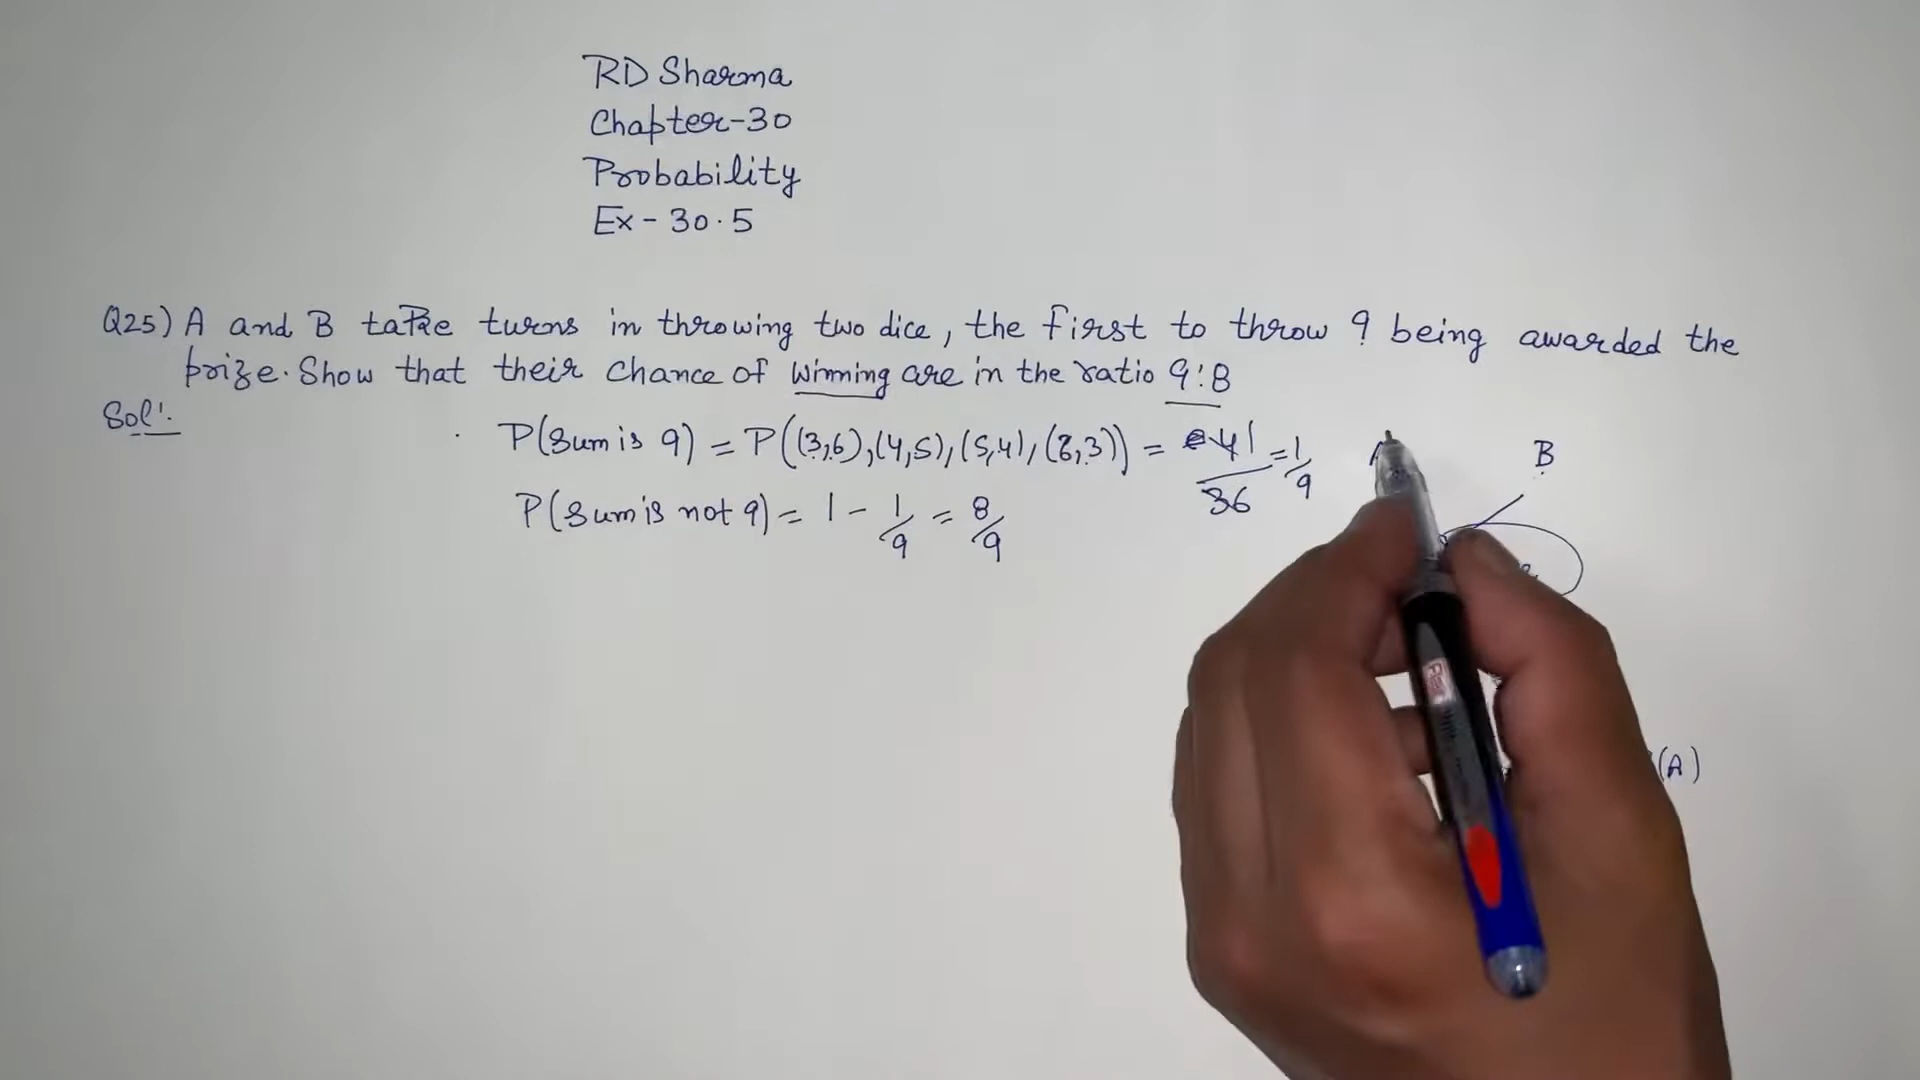 RD Sharma
Chapter-30
Probability
Ex - 30.5
Q25) A and B take turns in throwing two dice, the first to throw 9 being awarded the
prize. Show that their chance of winning are in the ratio 9:8
Sol':
P(sum is 9) = P((3,6),(4,5),(5,4),(6,3)) = 4/36 = 1/9
A
B
P(sum is not 9) = 1 - 1/9 = 8/9
(A)